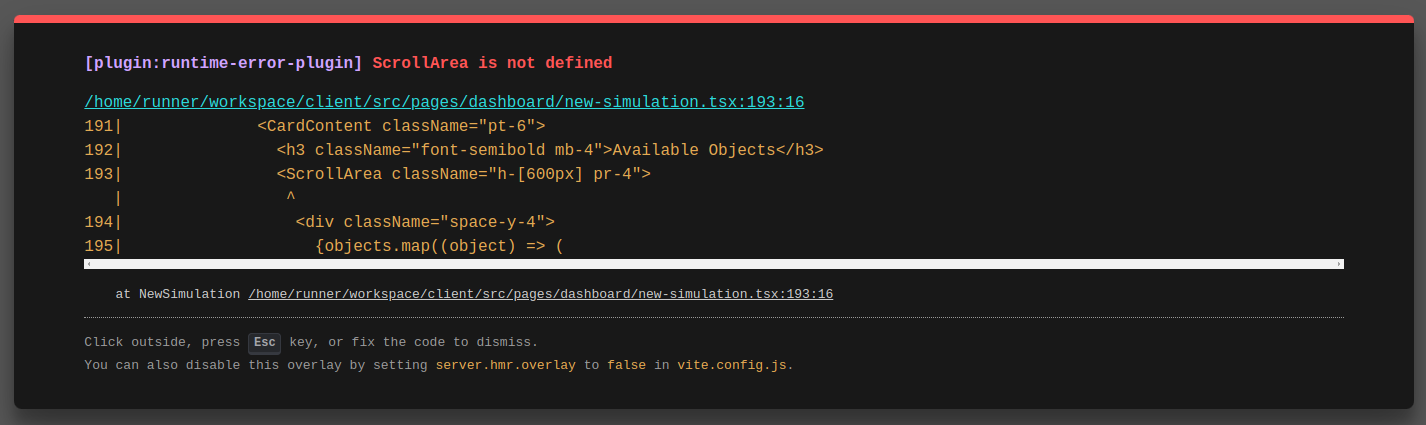 [plugin:runtime-error-plugin] ScrollArea is not defined
/home/runner/workspace/client/src/pages/dashboard/new-simulation.tsx:193:16
191|              <CardContent className="pt-6">
192|                <h3 className="font-semibold mb-4">Available Objects</h3>
193|                <ScrollArea className="h-[600px] pr-4">
   |                 ^
194|                  <div className="space-y-4">
195|                    {objects.map((object) => (
    at NewSimulation /home/runner/workspace/client/src/pages/dashboard/new-simulation.tsx:193:16
Click outside, press Esc key, or fix the code to dismiss.
You can also disable this overlay by setting server.hmr.overlay to false in vite.config.js.